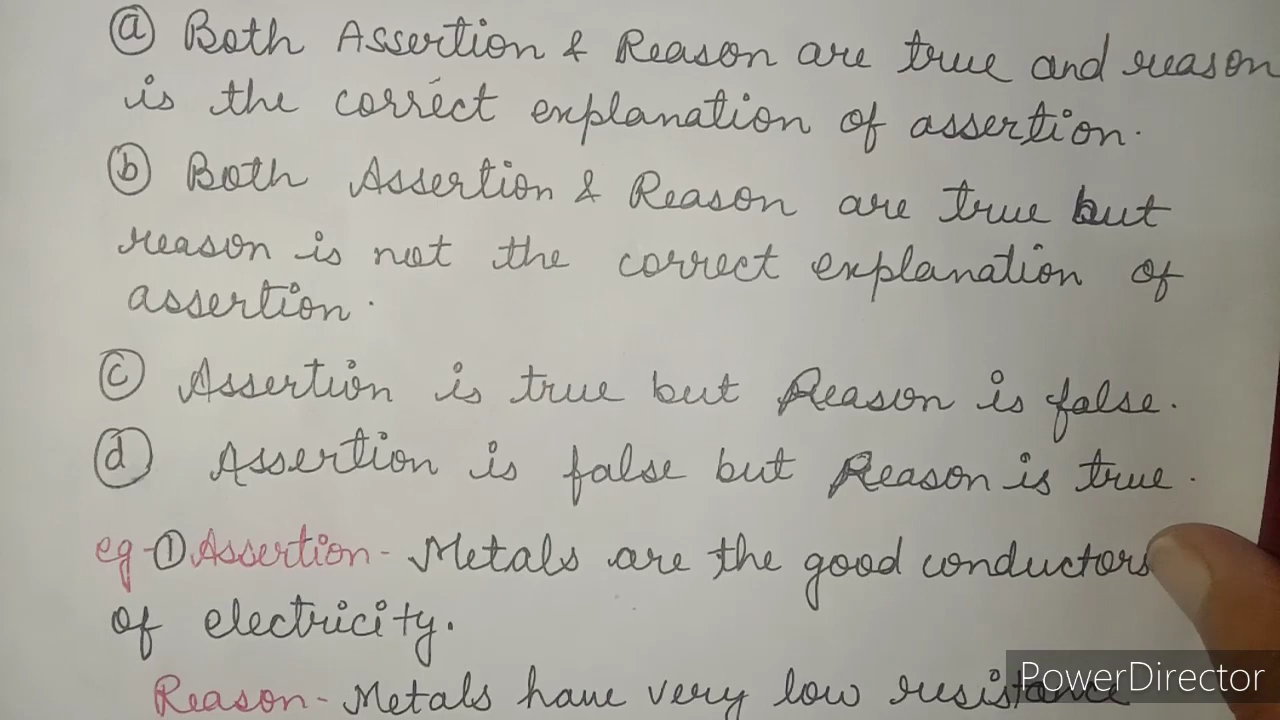 (a) Both Assertion & Reason are true and reason
is the correct explanation of assertion.
(b) Both Assertion & Reason are true but
reason is not the correct explanation of
assertion.
(c) Assertion is true but Reason is false.
(d) Assertion is false but Reason is true.
eg-① Assertion - Metals are the good conductors
of electricity.
Reason - Metals have very low resistance
PowerDirector